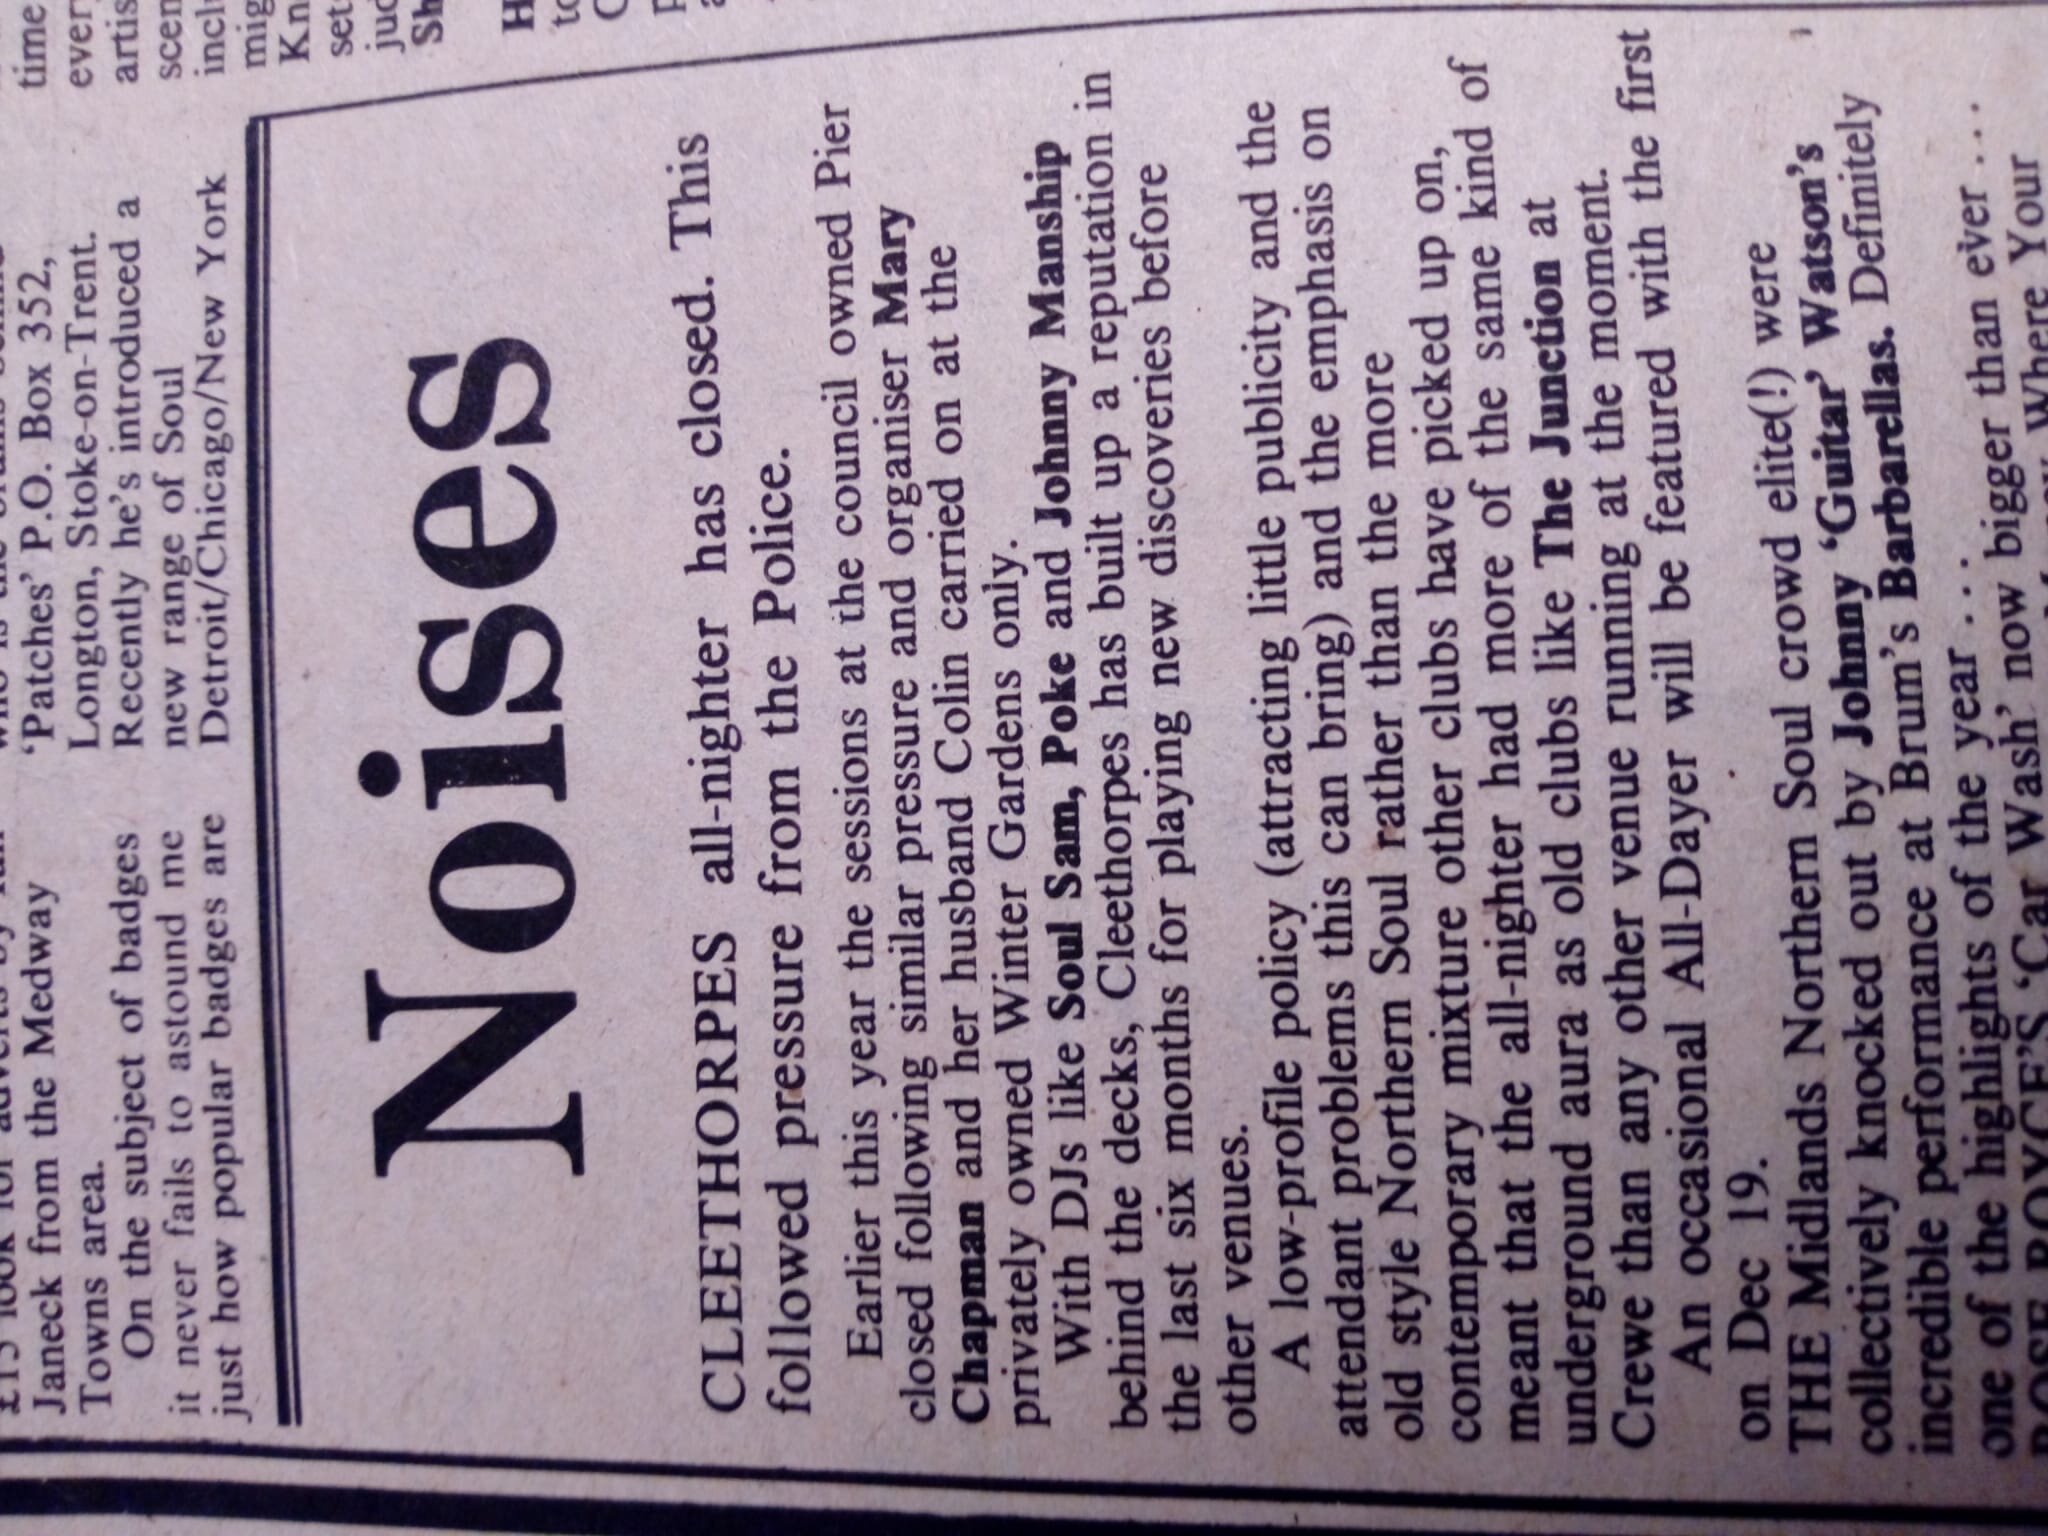 Janeck from the Medway
Towns area.
On the subject of badges
it never fails to astound me
just how popular badges are
'Patches' P.O. Box 352,
Longton, Stoke-on-Trent.
Recently he's introduced a
new range of Soul
Detroit/Chicago/New York
time
Noises
CLEETHORPES all-nighter has closed. This
followed pressure from the Police.
Earlier this year the sessions at the council owned Pier
closed following similar pressure and organiser Mary
Chapman and her husband Colin carried on at the
privately owned Winter Gardens only.
With DJs like Soul Sam, Poke and Johnny Manship
behind the decks, Cleethorpes has built up a reputation in
the last six months for playing new discoveries before
other venues.
A low-profile policy (attracting little publicity and the
attendant problems this can bring) and the emphasis on
old style Northern Soul rather than the more
contemporary mixture other clubs have picked up on,
meant that the all-nighter had more of the same kind of
underground aura as old clubs like The Junction at
Crewe than any other venue running at the moment.
An occasional All-Dayer will be featured with the first
on Dec 19.
THE Midlands Northern Soul crowd elite(!) were
collectively knocked out by Johnny 'Guitar' Watson's
incredible performance at Brum's Barbarellas. Definitely
one of the highlights of the year . . .
ROSE ROYCE'S 'Car Wash' now bigger than ever . . .
Where Your